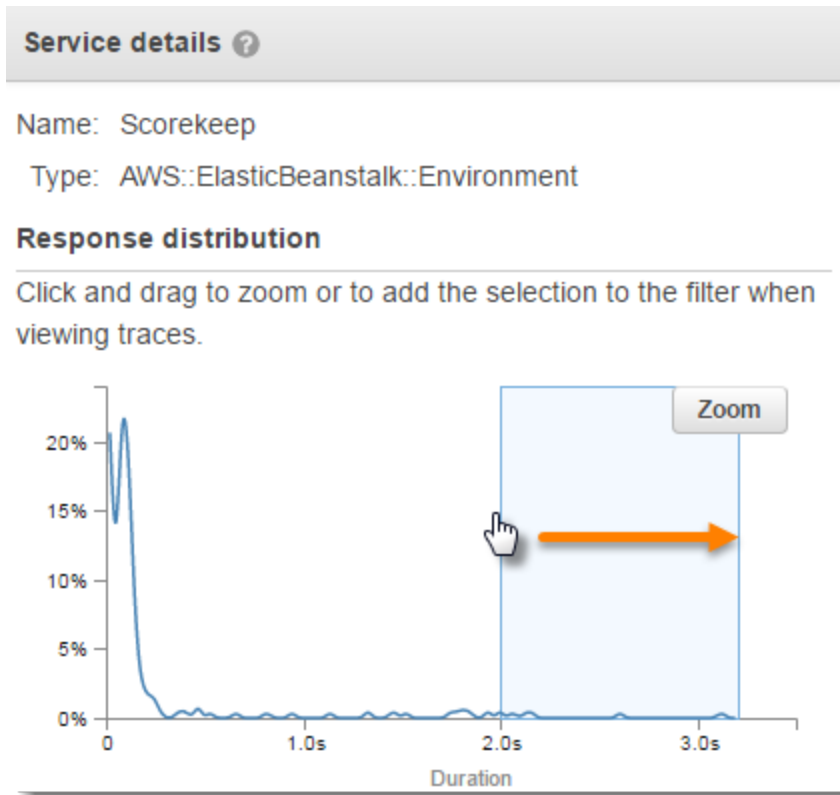 Service details ?
Name: Scorekeep
Type: AWS::ElasticBeanstalk::Environment
Response distribution
Click and drag to zoom or to add the selection to the filter when
viewing traces.
Zoom
20%
15%
10%
5%
0%
0 1.0s 2.0s 3.0s
Duration